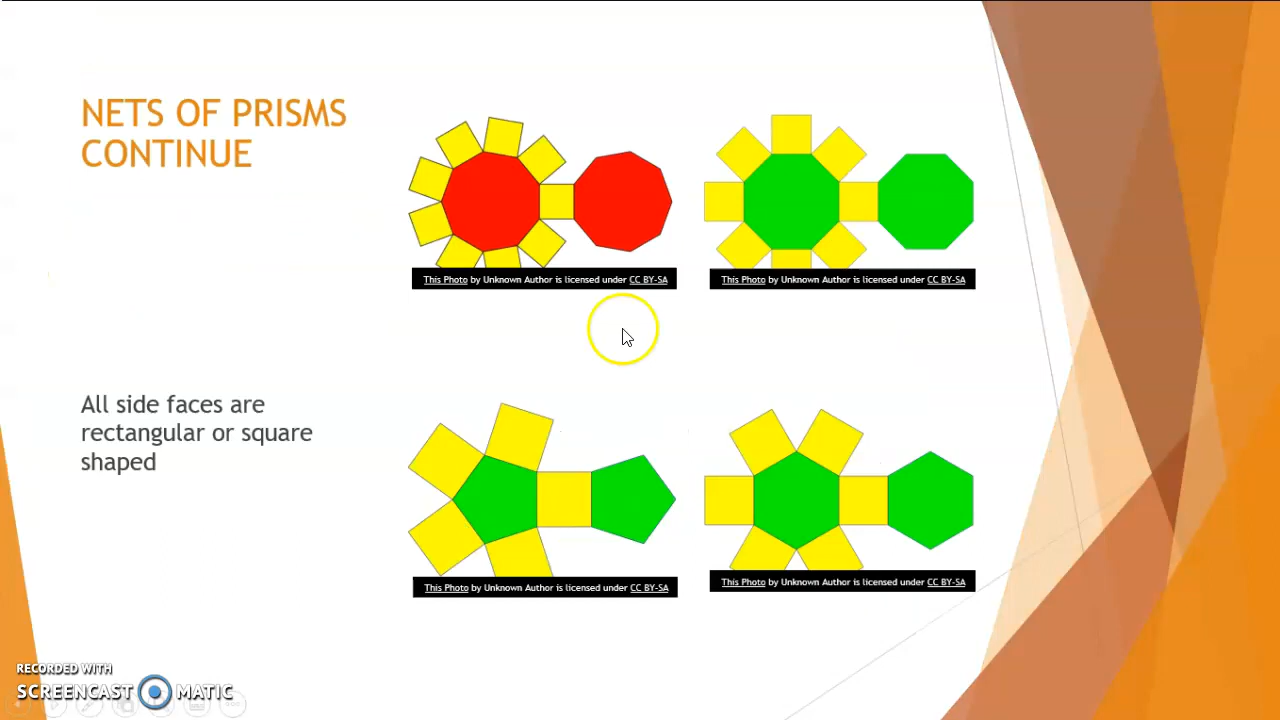 NETS OF PRISMS
CONTINUE
This Photo by Unknown Author is licensed under CC BY-SA
This Photo by Unknown Author is licensed under CC BY-SA
All side faces are
rectangular or square
shaped
This Photo by Unknown Author is licensed under CC BY-SA
This Photo by Unknown Author is licensed under CC BY-SA
RECORDED WITH
SCREENCAST MATIC